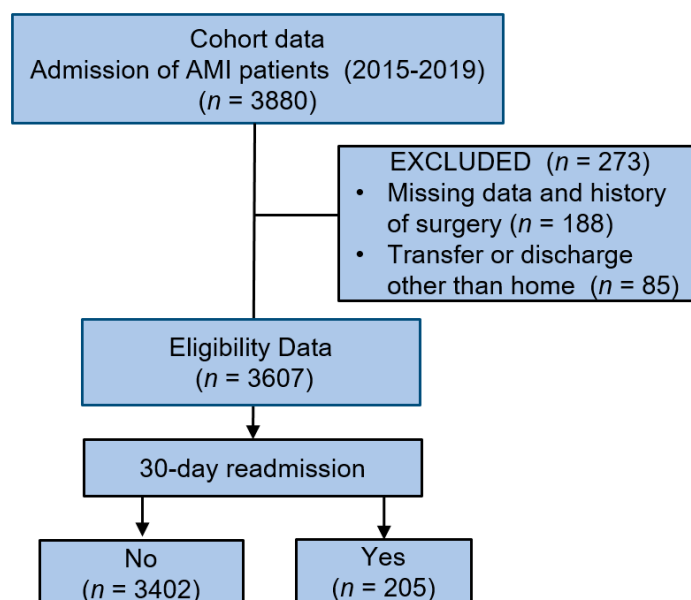 Cohort data
Admission of AMI patients (2015-2019)
(n = 3880)
EXCLUDED (n = 273)
• Missing data and history
of surgery (n = 188)
• Transfer or discharge
other than home (n = 85)
Eligibility Data
(n = 3607)
30-day readmission
No
(n = 3402)
Yes
(n = 205)